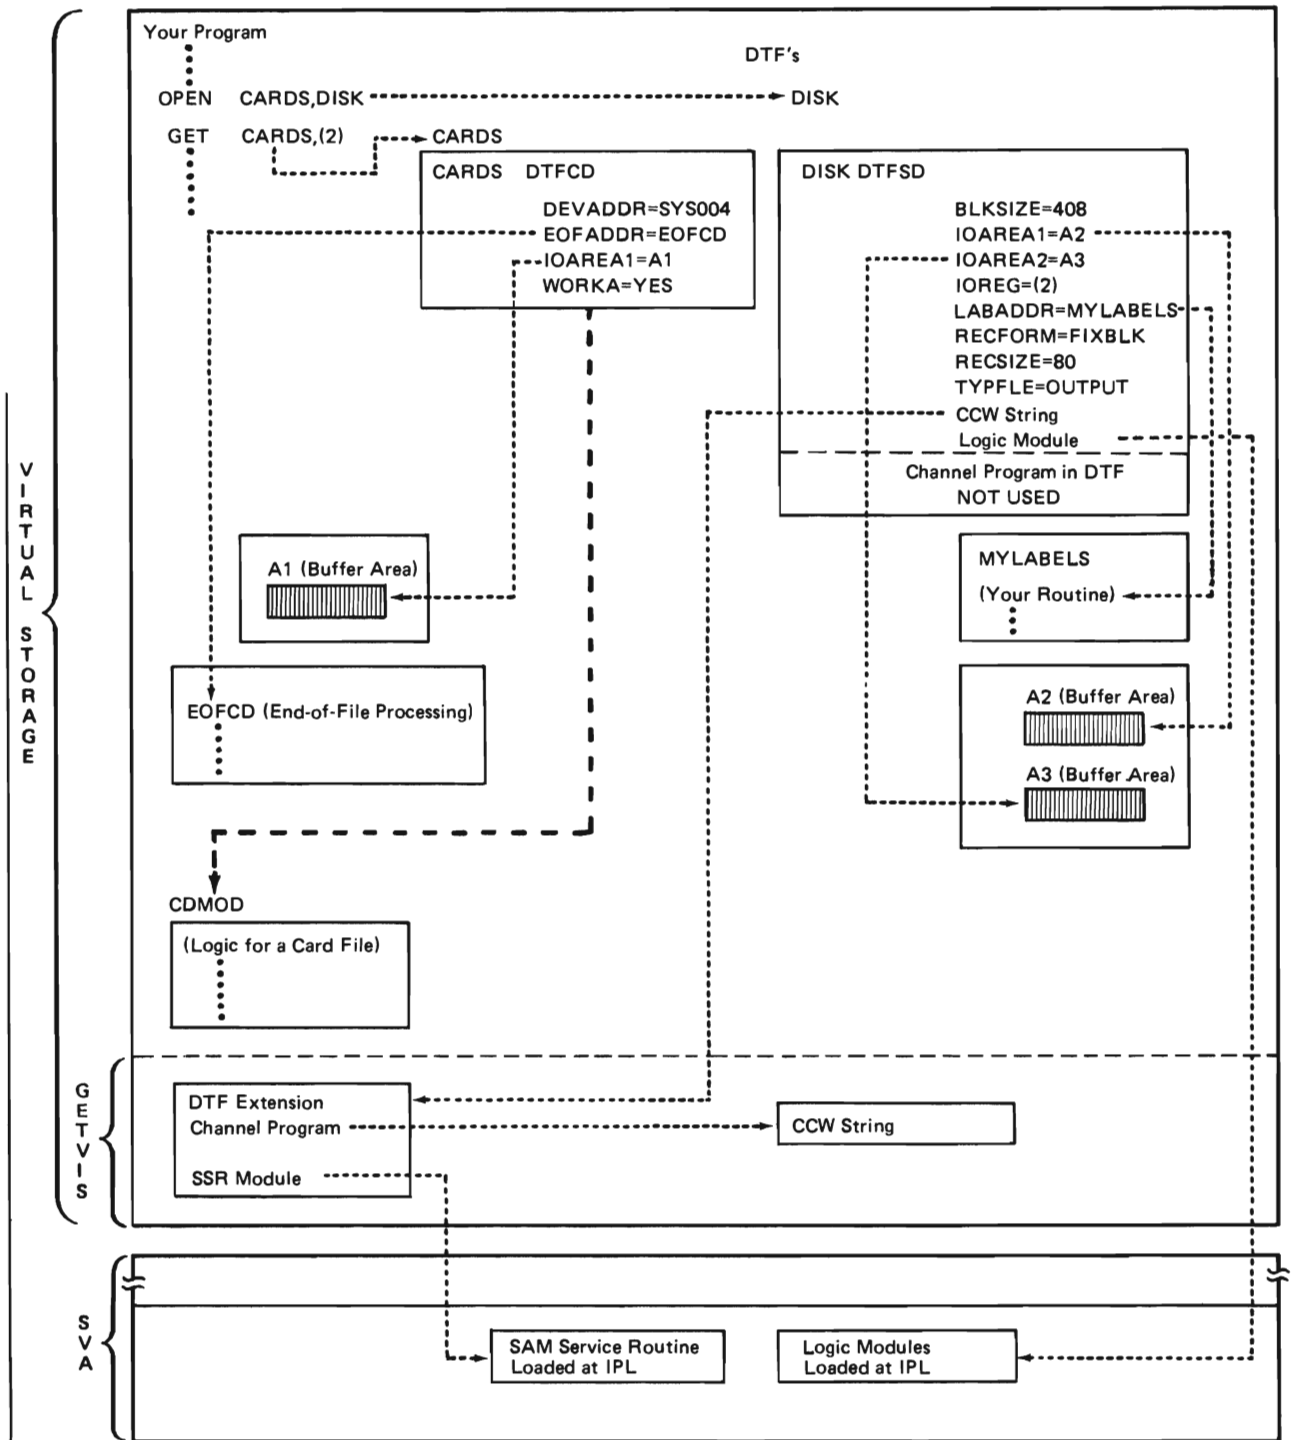 Your Program
DTF's
OPEN CARDS,DISK DISK
GET CARDS,(2) CARDS
CARDS DTFCD
DEVADDR=SYS004
EOFADDR=EOFCD
IOAREA1=A1
WORKA=YES
DISK DTFSD
BLKSIZE=408
IOAREA1=A2
IOAREA2=A3
IOREG=(2)
LABADDR=MYLABELS
RECFORM=FIXBLK
RECSIZE=80
TYPFLE=OUTPUT
CCW String
Logic Module
Channel Program in DTF
NOT USED
VIRTUAL STORAGE
A1 (Buffer Area)
MYLABELS
(Your Routine)
EOFCD (End-of-File Processing)
A2 (Buffer Area)
A3 (Buffer Area)
CDMOD
(Logic for a Card File)
GETVIS
DTF Extension
Channel Program
SSR Module
CCW String
SVA
SAM Service Routine
Loaded at IPL
Logic Modules
Loaded at IPL